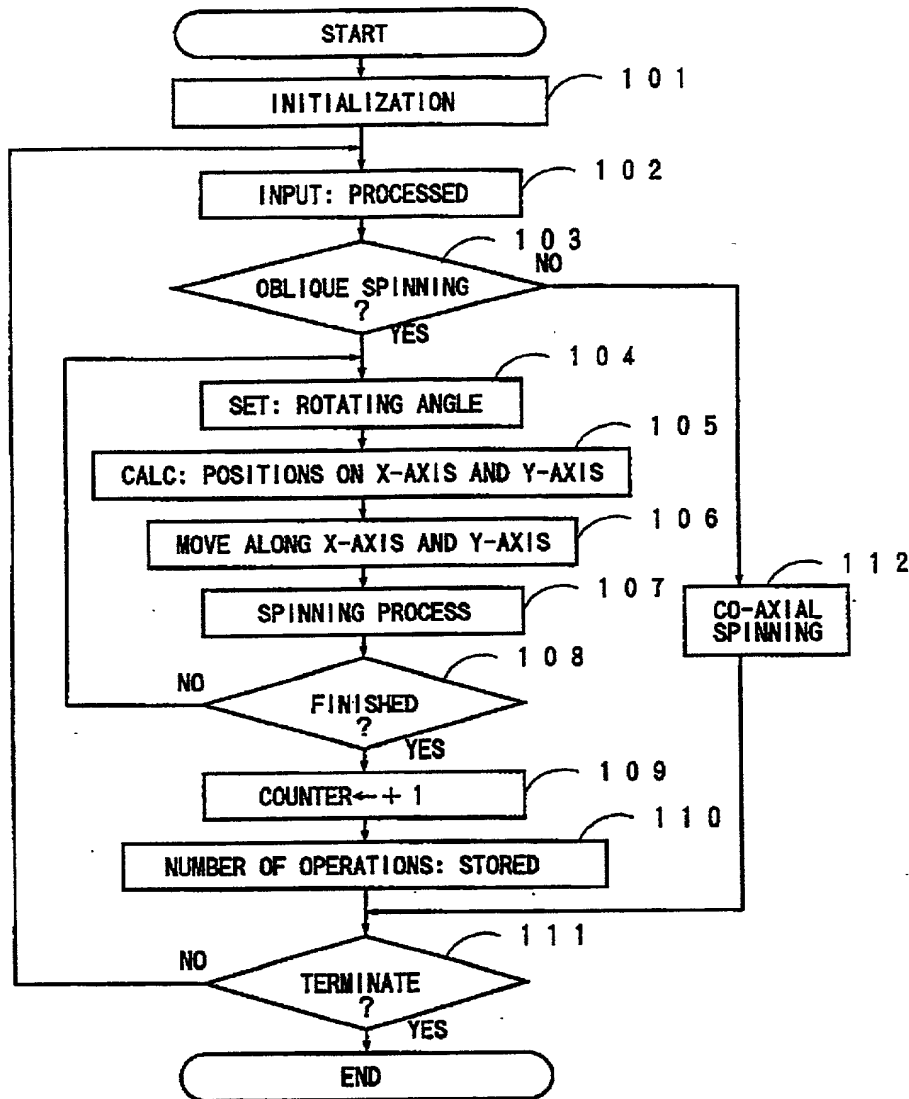 START
INITIALIZATION
101
INPUT: PROCESSED
102
103
OBLIQUE SPINNING
?
NO
YES
104
SET: ROTATING ANGLE
105
CALC: POSITIONS ON X-AXIS AND Y-AXIS
106
MOVE ALONG X-AXIS AND Y-AXIS
107
SPINNING PROCESS
112
CO-AXIAL
SPINNING
108
NO
FINISHED
?
YES
109
COUNTER←+1
110
NUMBER OF OPERATIONS: STORED
111
NO
TERMINATE
?
YES
END